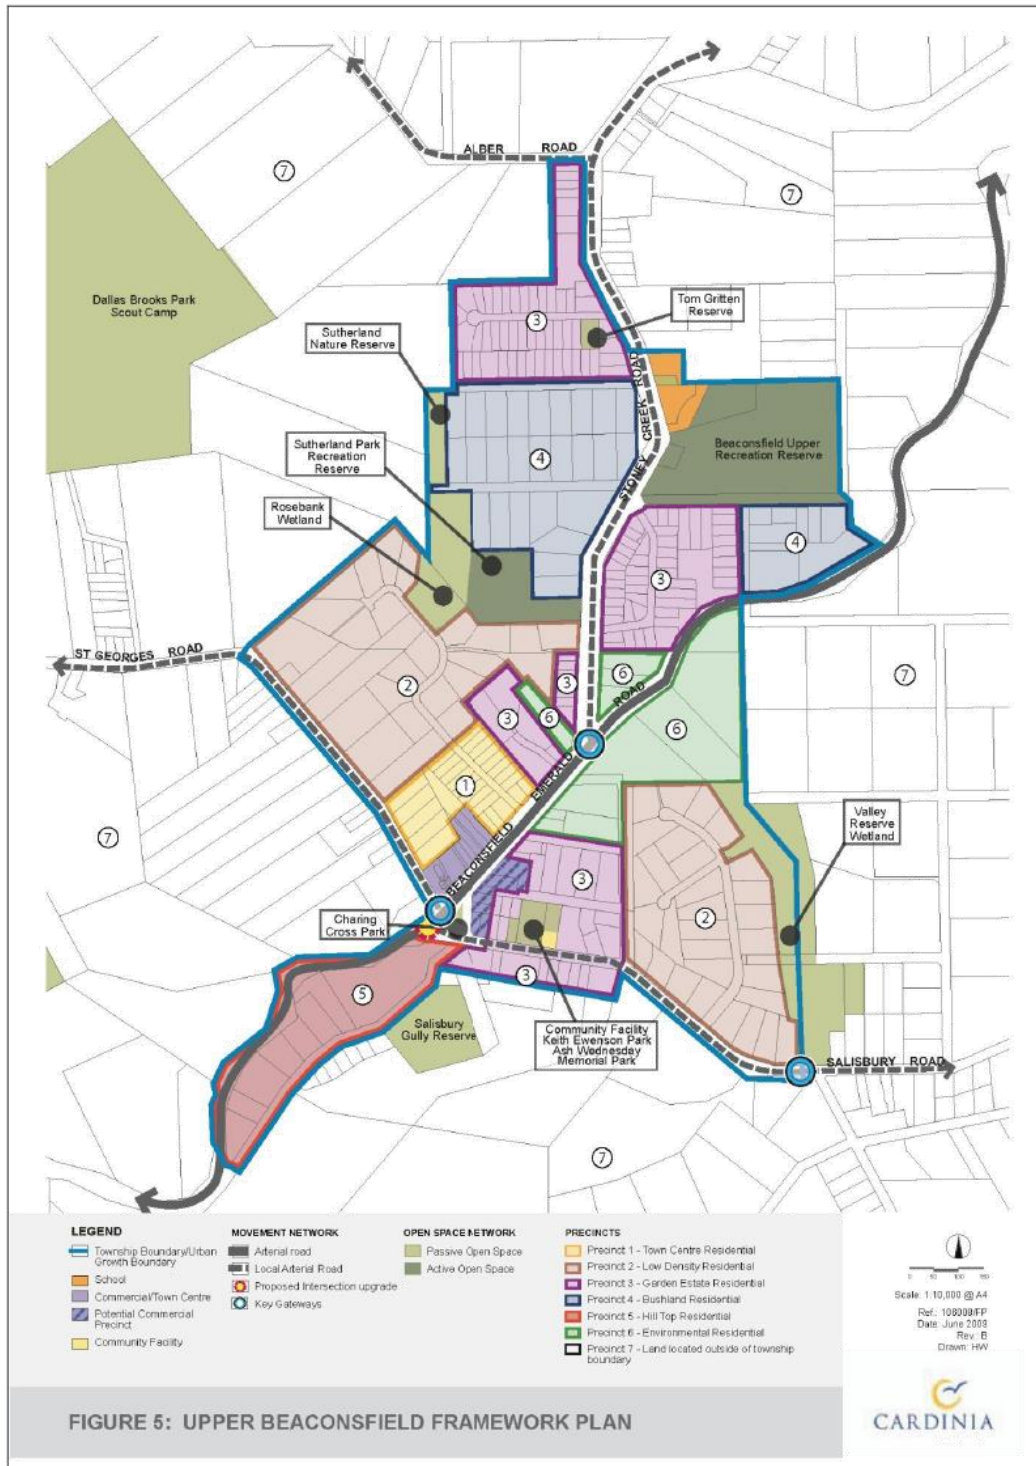 ALBER ROAD
7
7
Dallas Brooks Park
Scout Camp
Tom Gritten
Reserve
3
Sutherland
Nature Reserve
STONEY CREEK ROAD
Sutherland Park
Recreation
Reserve
4
Beaconsfield Upper
Recreation Reserve
Rosebank
Wetland
4
3
ST GEORGES ROAD
2
3
6
7
3
6
6
BEACONSFIELD EMERALD ROAD
1
Valley
Reserve
Wetland
7
3
2
Charing
Cross Park
3
5
Salisbury
Gully Reserve
Community Facility
Keith Ewenson Park
Ash Wednesday
Memorial Park
SALISBURY ROAD
7
LEGEND
Township Boundary/Urban
Growth Boundary
School
Commercial/Town Centre
Potential Commercial
Precinct
Community Facility
MOVEMENT NETWORK
Arterial road
Local Arterial Road
Proposed Intersection upgrade
Key Gateways
OPEN SPACE NETWORK
Passive Open Space
Active Open Space
PRECINCTS
Precinct 1 - Town Centre Residential
Precinct 2 - Low Density Residential
Precinct 3 - Garden Estate Residential
Precinct 4 - Bushland Residential
Precinct 5 - Hill Top Residential
Precinct 6 - Environmental Residential
Precinct 7 - Land located outside of township
boundary
0 50 100 150
Scale: 1:10,000 @ A4
Ref.: 108008/FP
Date: June 2009
Rev.: B
Drawn: HW
CARDINIA
FIGURE 5: UPPER BEACONSFIELD FRAMEWORK PLAN